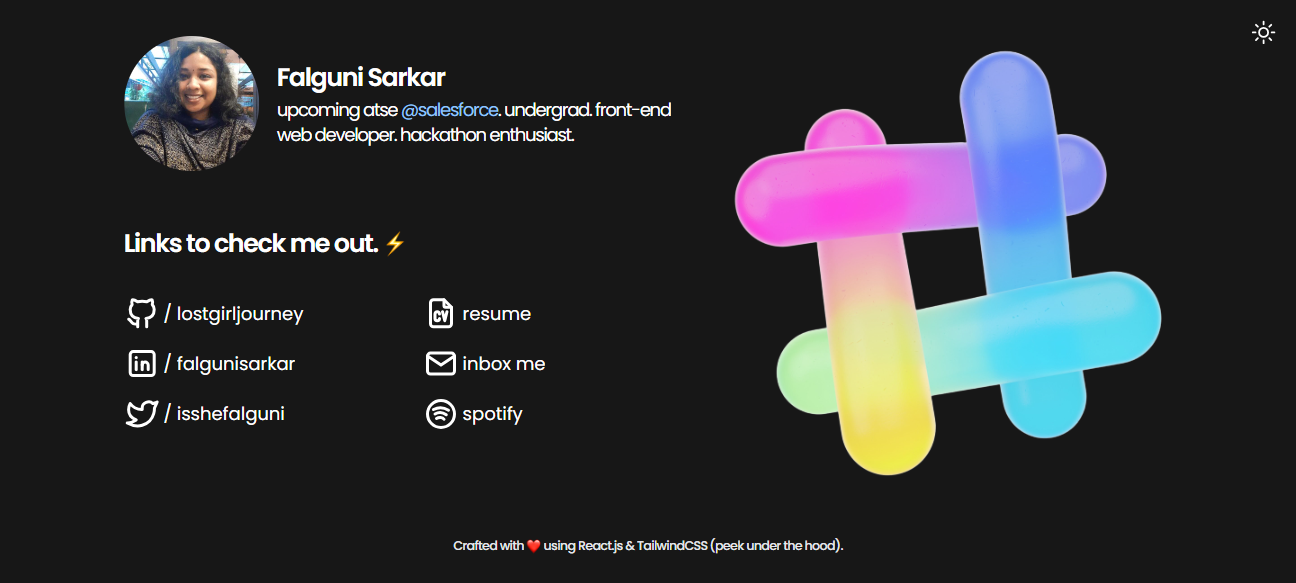 Falguni Sarkar
upcoming atse @salesforce. undergrad. front-end
web developer. hackathon enthusiast.
Links to check me out. ⚡
/ lostgirljourney
/ falgunisarkar
/ isshefalguni
CV resume
inbox me
spotify
Crafted with ❤️ using React.js & TailwindCSS (peek under the hood).